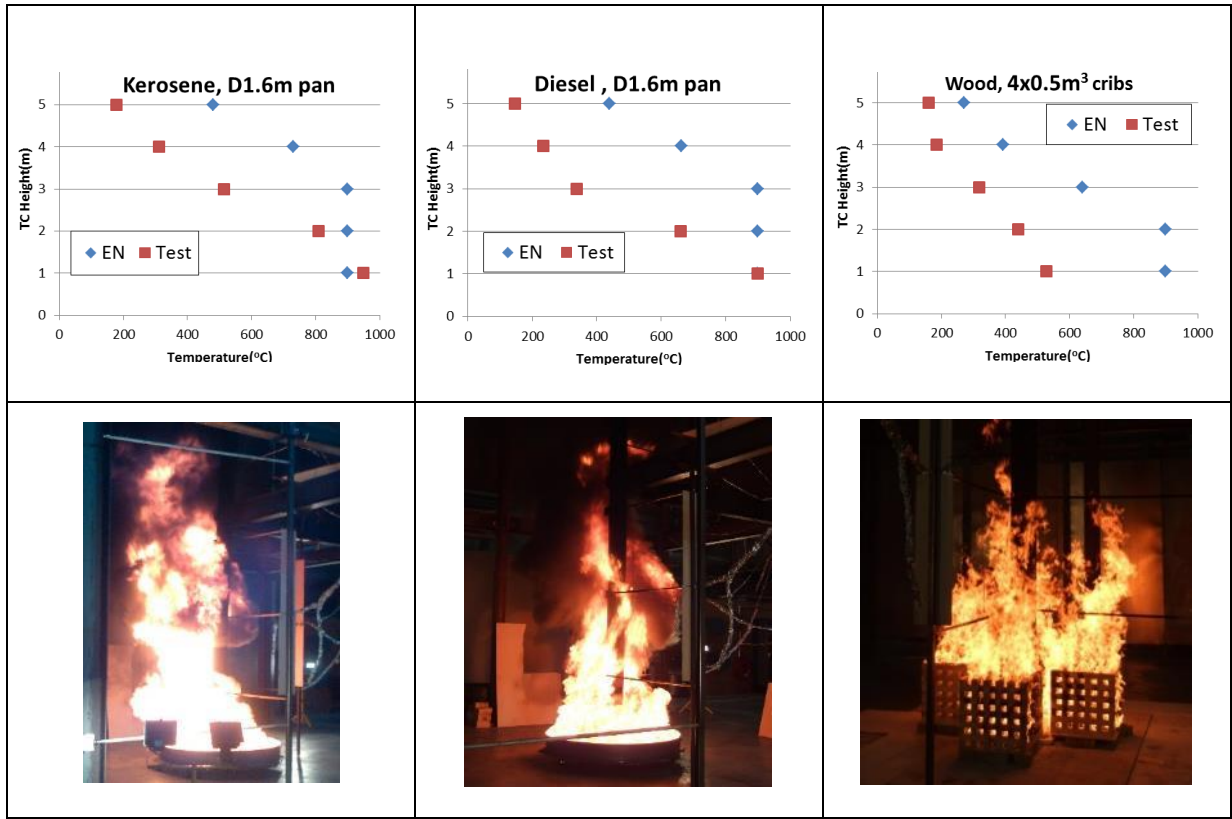 Kerosene, D1.6m pan
TC Height(m)
5
4
3
2
1
0
EN Test
0 200 400 600 800 1000
Temperature(°C)
Diesel , D1.6m pan
TC Height(m)
5
4
3
2
1
0
EN Test
0 200 400 600 800 1000
Temperature(°C)
Wood, 4x0.5m³ cribs
TC Height(m)
5
4
3
2
1
0
EN Test
0 200 400 600 800 1000
Temperature(°C)